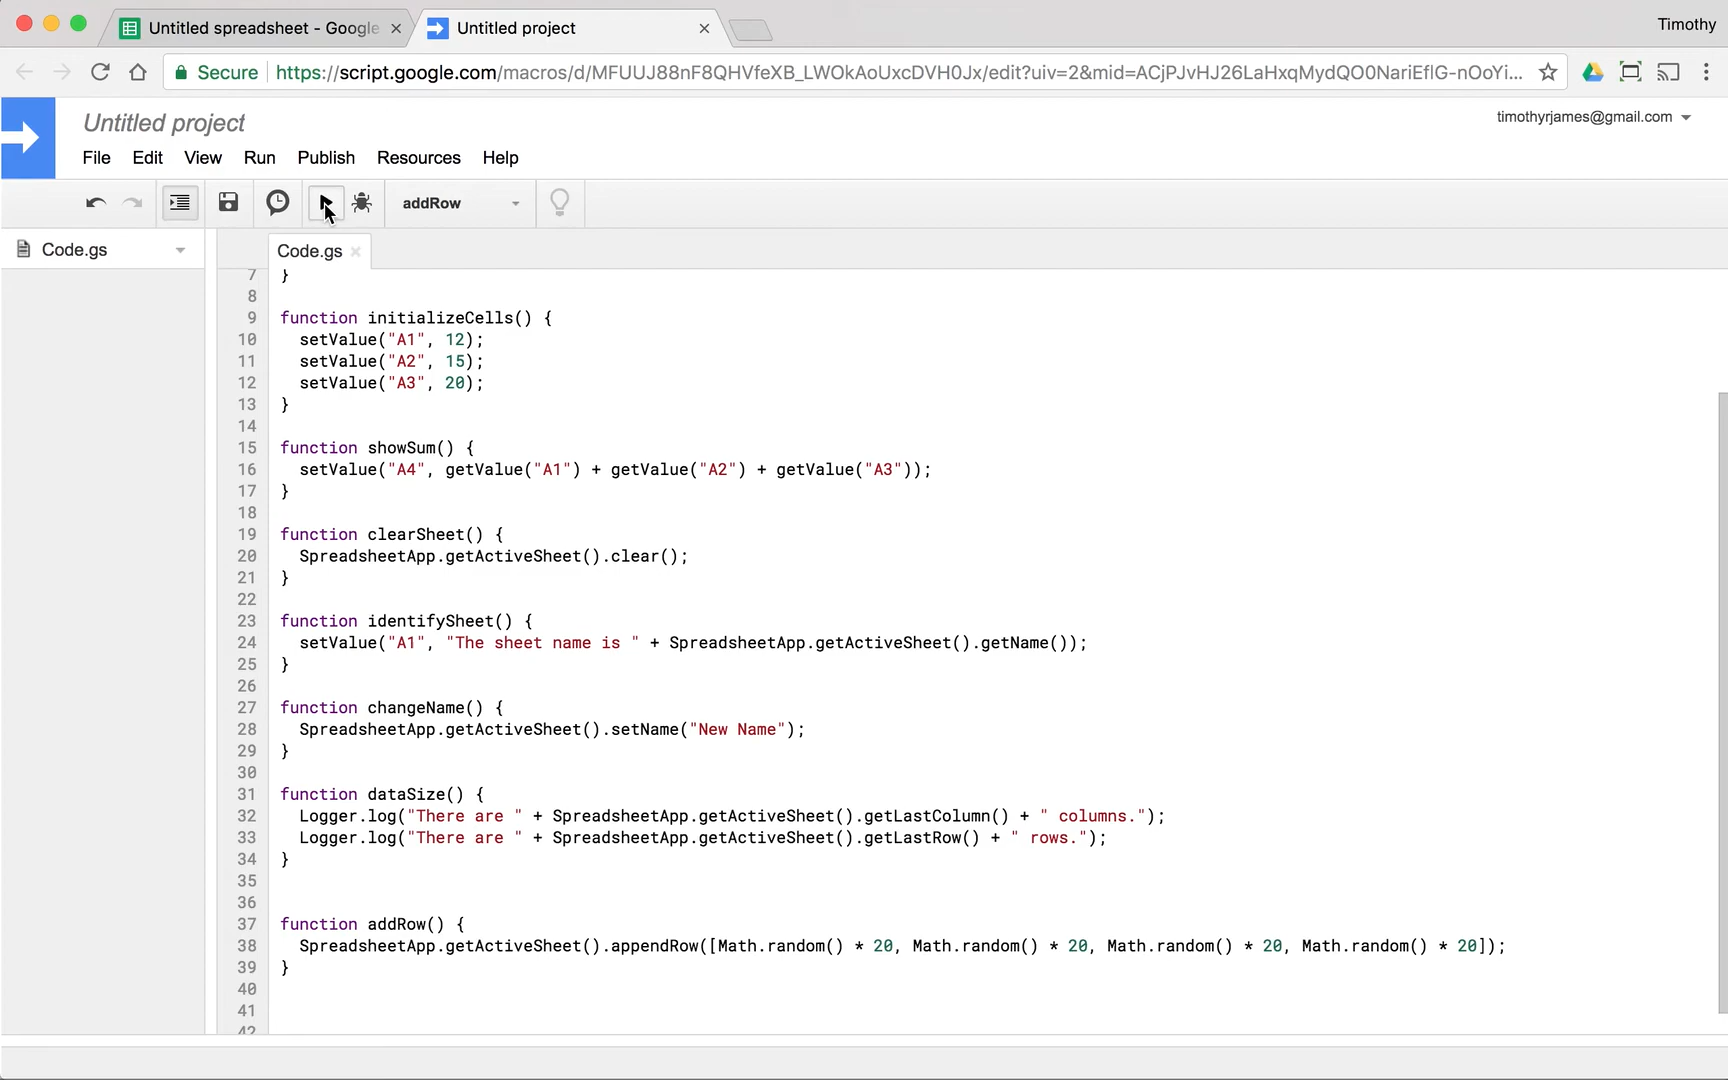 Untitled spreadsheet - Google
Untitled project
Timothy
Secure
https://script.google.com/macros/d/MFUUJ88nF8QHVfeXB_LWOkAoUxcDVH0Jx/edit?uiv=2&mid=ACjPJvHJ26LaHxqMydQO0NariEflG-nOoYi...
Untitled project
timothyrjames@gmail.com
File Edit View Run Publish Resources Help
addRow
Code.gs
Code.gs
7 }
8
9 function initializeCells() {
10 setValue("A1", 12);
11 setValue("A2", 15);
12 setValue("A3", 20);
13 }
14
15 function showSum() {
16 setValue("A4", getValue("A1") + getValue("A2") + getValue("A3"));
17 }
18
19 function clearSheet() {
20 SpreadsheetApp.getActiveSheet().clear();
21 }
22
23 function identifySheet() {
24 setValue("A1", "The sheet name is " + SpreadsheetApp.getActiveSheet().getName());
25 }
26
27 function changeName() {
28 SpreadsheetApp.getActiveSheet().setName("New Name");
29 }
30
31 function dataSize() {
32 Logger.log("There are " + SpreadsheetApp.getActiveSheet().getLastColumn() + " columns.");
33 Logger.log("There are " + SpreadsheetApp.getActiveSheet().getLastRow() + " rows.");
34 }
35
36
37 function addRow() {
38 SpreadsheetApp.getActiveSheet().appendRow([Math.random() * 20, Math.random() * 20, Math.random() * 20, Math.random() * 20]);
39 }
40
41
42